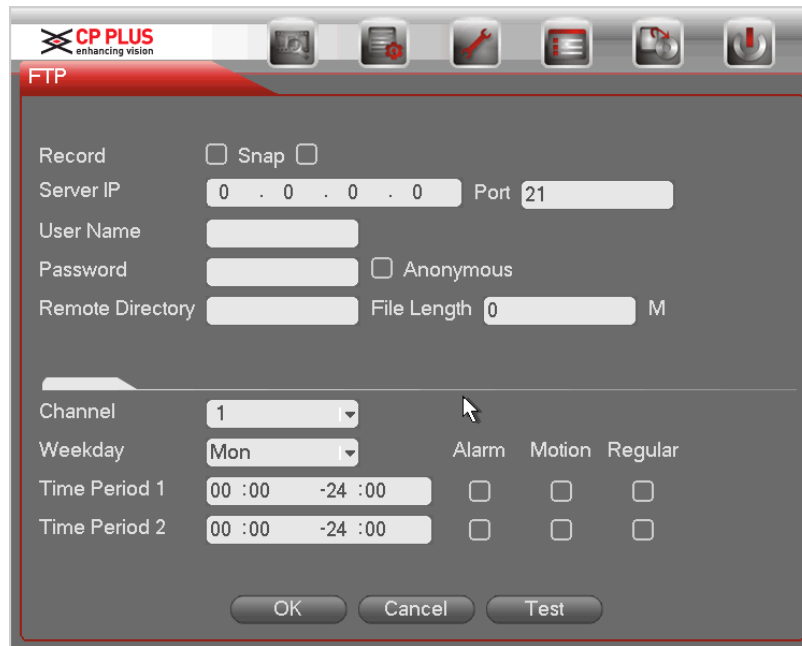 CP PLUS
enhancing vision
FTP
Record Snap
Server IP 0 . 0 . 0 . 0 Port 21
User Name
Password Anonymous
Remote Directory File Length 0 M
Channel 1
Weekday Mon Alarm Motion Regular
Time Period 1 00 :00 -24 :00
Time Period 2 00 :00 -24 :00
OK Cancel Test